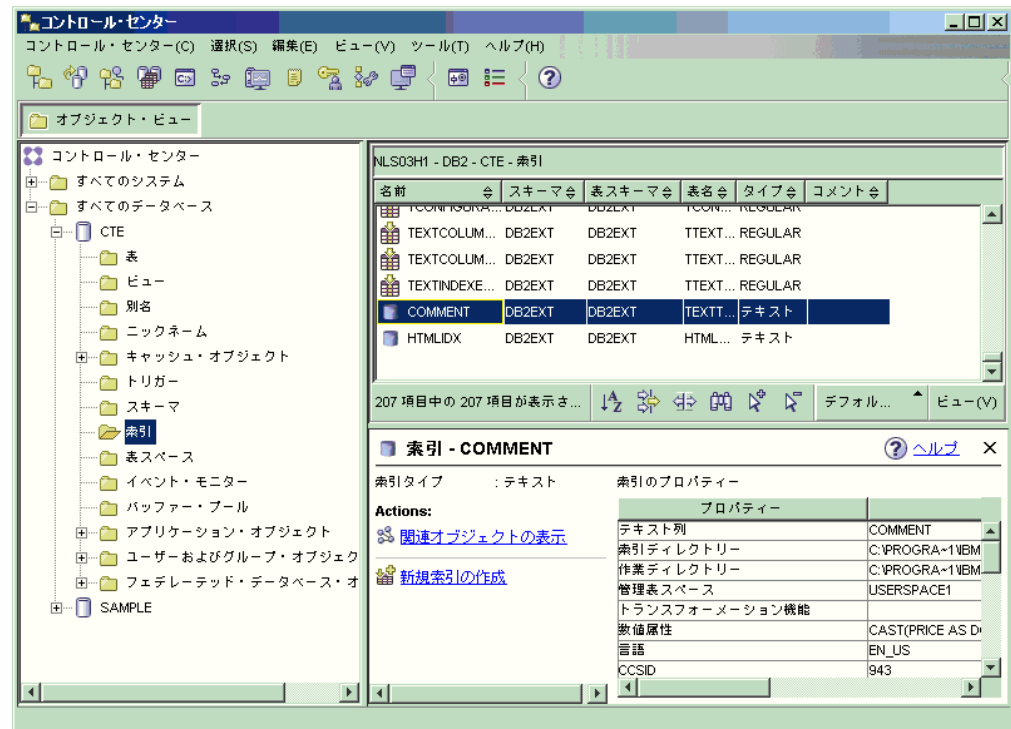 コントロール・センター
コントロール・センター(C) 選択(S) 編集(E) ビュー(V) ツール(T) ヘルプ(H)
オブジェクト・ビュー
コントロール・センター
すべてのシステム
すべてのデータベース
CTE
表
ビュー
別名
ニックネーム
キャッシュ・オブジェクト
トリガー
スキーマ
索引
表スペース
イベント・モニター
バッファー・プール
アプリケーション・オブジェクト
ユーザーおよびグループ・オブジェク
フェデレーテッド・データベース・オ
SAMPLE
NLS03H1 - DB2 - CTE - 索引
名前 スキーマ 表スキーマ 表名 タイプ コメント
TCONFIGURA... DB2EXT DB2EXT TCON... REGULAR
TEXTCOLUM... DB2EXT DB2EXT TTEXT... REGULAR
TEXTCOLUM... DB2EXT DB2EXT TTEXT... REGULAR
TEXTINDEXE... DB2EXT DB2EXT TTEXT... REGULAR
COMMENT DB2EXT DB2EXT TEXTT... テキスト
HTMLIDX DB2EXT DB2EXT HTML... テキスト
207 項目中の 207 項目が表示さ... デフォル... ビュー(V)
索引 - COMMENT ヘルプ
索引タイプ : テキスト
Actions:
関連オブジェクトの表示
新規索引の作成
索引のプロパティー
プロパティー
テキスト列 COMMENT
索引ディレクトリー C:\PROGRA~1\IBM
作業ディレクトリー C:\PROGRA~1\IBM
管理表スペース USERSPACE1
トランスフォーメーション機能
数値属性 CAST(PRICE AS D
言語 EN_US
CCSID 943